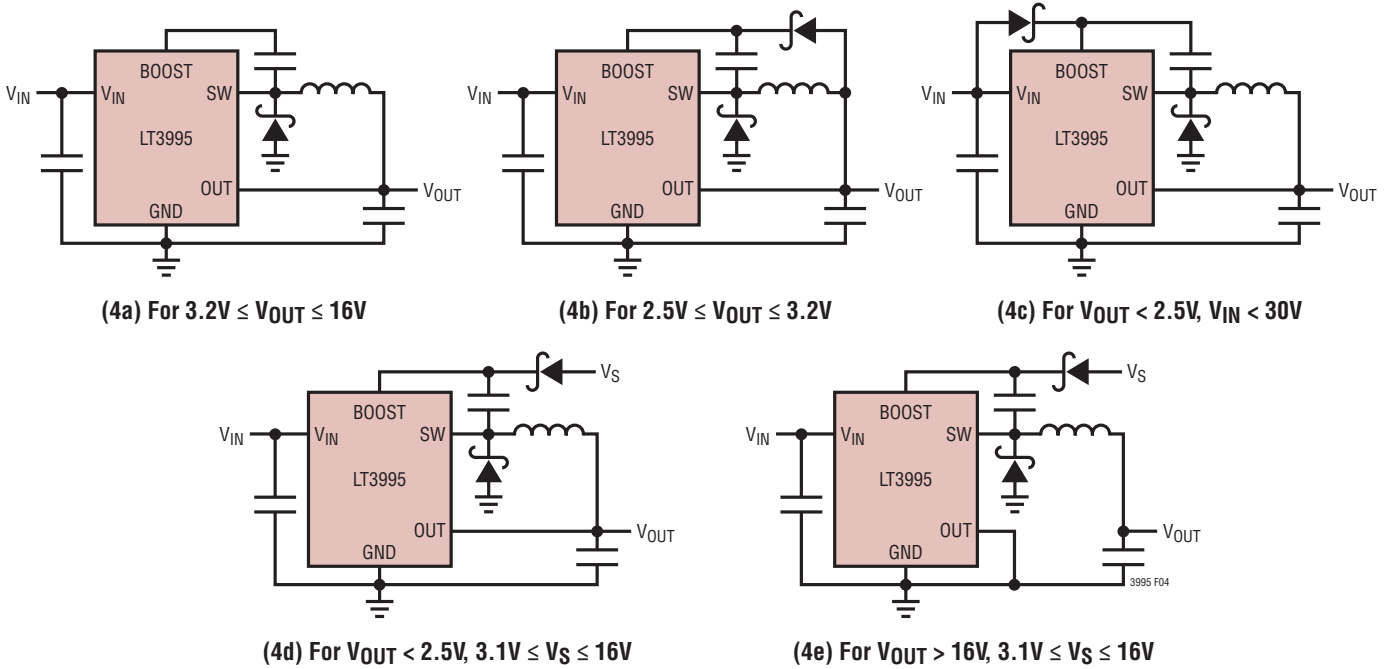 BOOST
V_IN
V_IN
SW
LT3995
OUT
V_OUT
GND
(4a) For 3.2V ≤ V_OUT ≤ 16V
BOOST
V_IN
V_IN
SW
LT3995
OUT
V_OUT
GND
(4b) For 2.5V ≤ V_OUT ≤ 3.2V
BOOST
V_IN
V_IN
SW
LT3995
OUT
V_OUT
GND
(4c) For V_OUT < 2.5V, V_IN < 30V
V_S
BOOST
V_IN
V_IN
SW
LT3995
OUT
V_OUT
GND
(4d) For V_OUT < 2.5V, 3.1V ≤ V_S ≤ 16V
V_S
BOOST
V_IN
V_IN
SW
LT3995
OUT
V_OUT
GND
3995 F04
(4e) For V_OUT > 16V, 3.1V ≤ V_S ≤ 16V